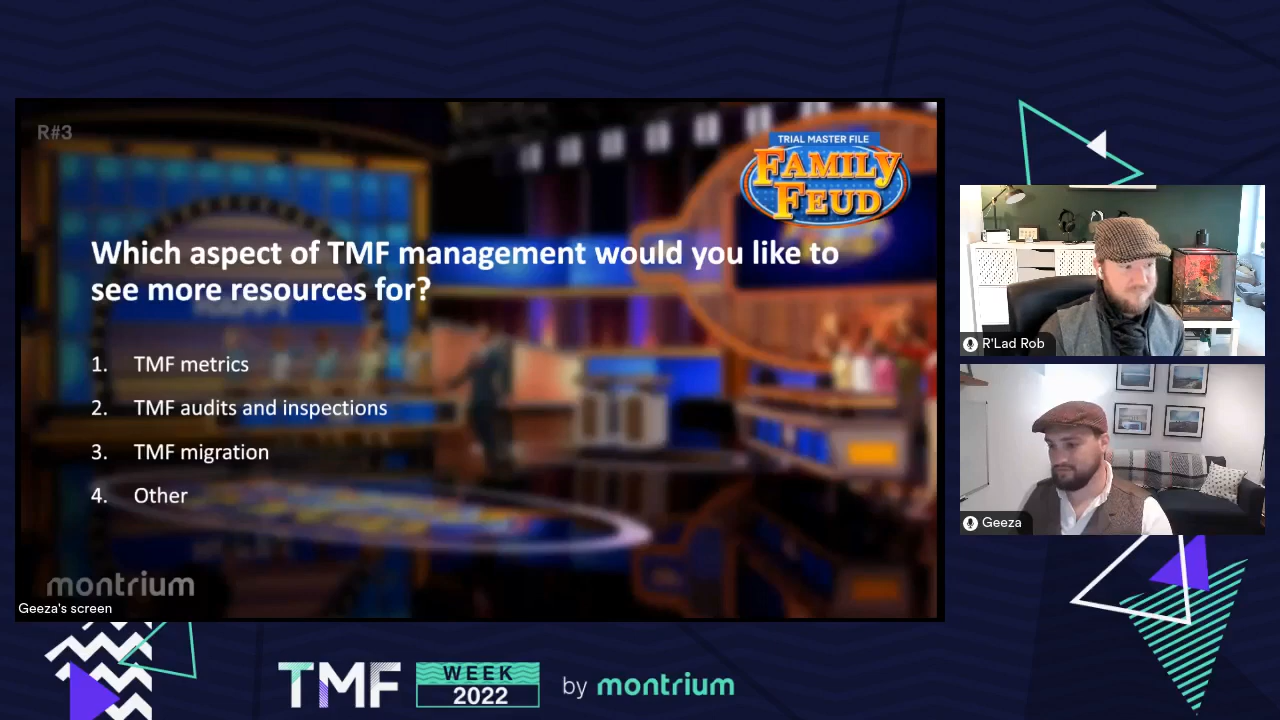 R#3
TRIAL MASTER FILE
FAMILY
FEUD
Which aspect of TMF management would you like to
see more resources for?
1. TMF metrics
2. TMF audits and inspections
3. TMF migration
4. Other
montrium
Geeza's screen
R'Lad Rob
Geeza
TMF WEEK
2022
by montrium